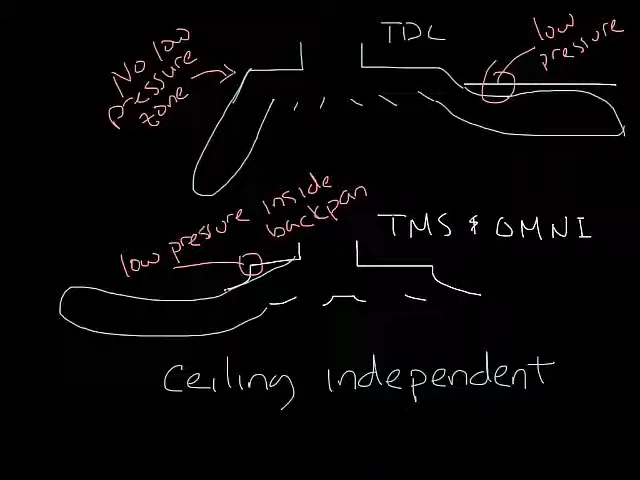 TDC
No low
pressure
zone
low
pressure
low pressure inside
backpan
TMS & OMNI
Ceiling independent